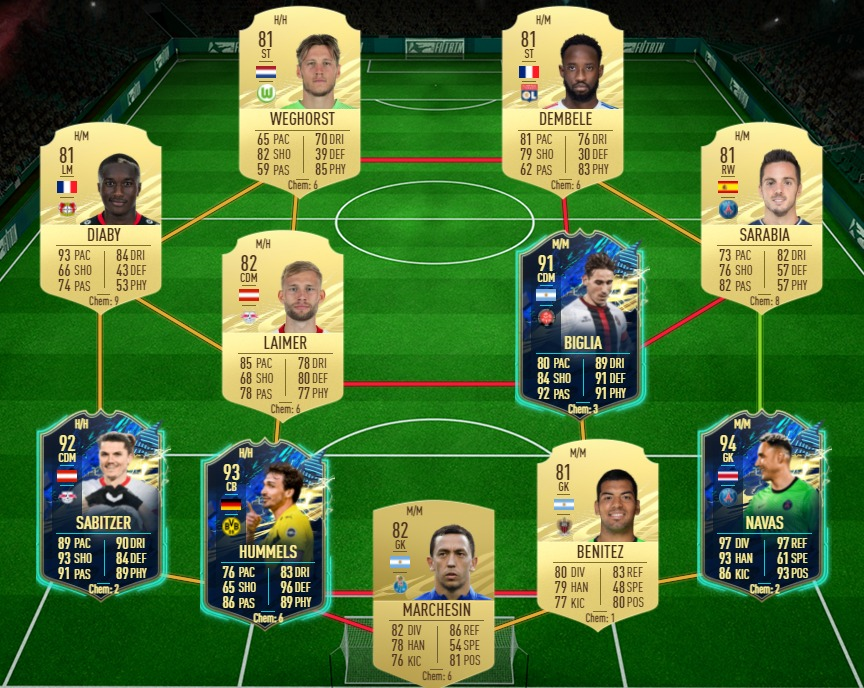 H/H
81
ST
WEGHORST
65 PAC 70 DRI
82 SHO 39 DEF
59 PAS 85 PHY
Chem: 6
H/M
81
ST
DEMBELE
81 PAC 76 DRI
79 SHO 30 DEF
62 PAS 83 PHY
Chem: 6
H/M
81
LM
DIABY
93 PAC 84 DRI
66 SHO 43 DEF
74 PAS 53 PHY
Chem: 9
H/M
81
RW
SARABIA
73 PAC 82 DRI
76 SHO 57 DEF
82 PAS 57 PHY
Chem: 8
M/H
82
CDM
LAIMER
85 PAC 78 DRI
68 SHO 80 DEF
78 PAS 77 PHY
Chem: 6
M/M
91
CDM
BIGLIA
80 PAC 89 DRI
84 SHO 91 DEF
92 PAS 91 PHY
Chem: 3
H/H
92
CDM
SABITZER
89 PAC 90 DRI
93 SHO 84 DEF
91 PAS 89 PHY
Chem: 2
H/H
93
CB
HUMMELS
76 PAC 83 DRI
65 SHO 96 DEF
86 PAS 89 PHY
Chem: 6
M/M
82
GK
MARCHESIN
82 DIV 86 REF
78 HAN 54 SPE
76 KIC 81 POS
Chem: 6
M/M
81
GK
BENITEZ
80 DIV 83 REF
79 HAN 48 SPE
77 KIC 80 POS
Chem: 1
M/M
94
GK
NAVAS
97 DIV 97 REF
93 HAN 61 SPE
86 KIC 93 POS
Chem: 2
FUTBIN
FUTBIN
FUTBIN